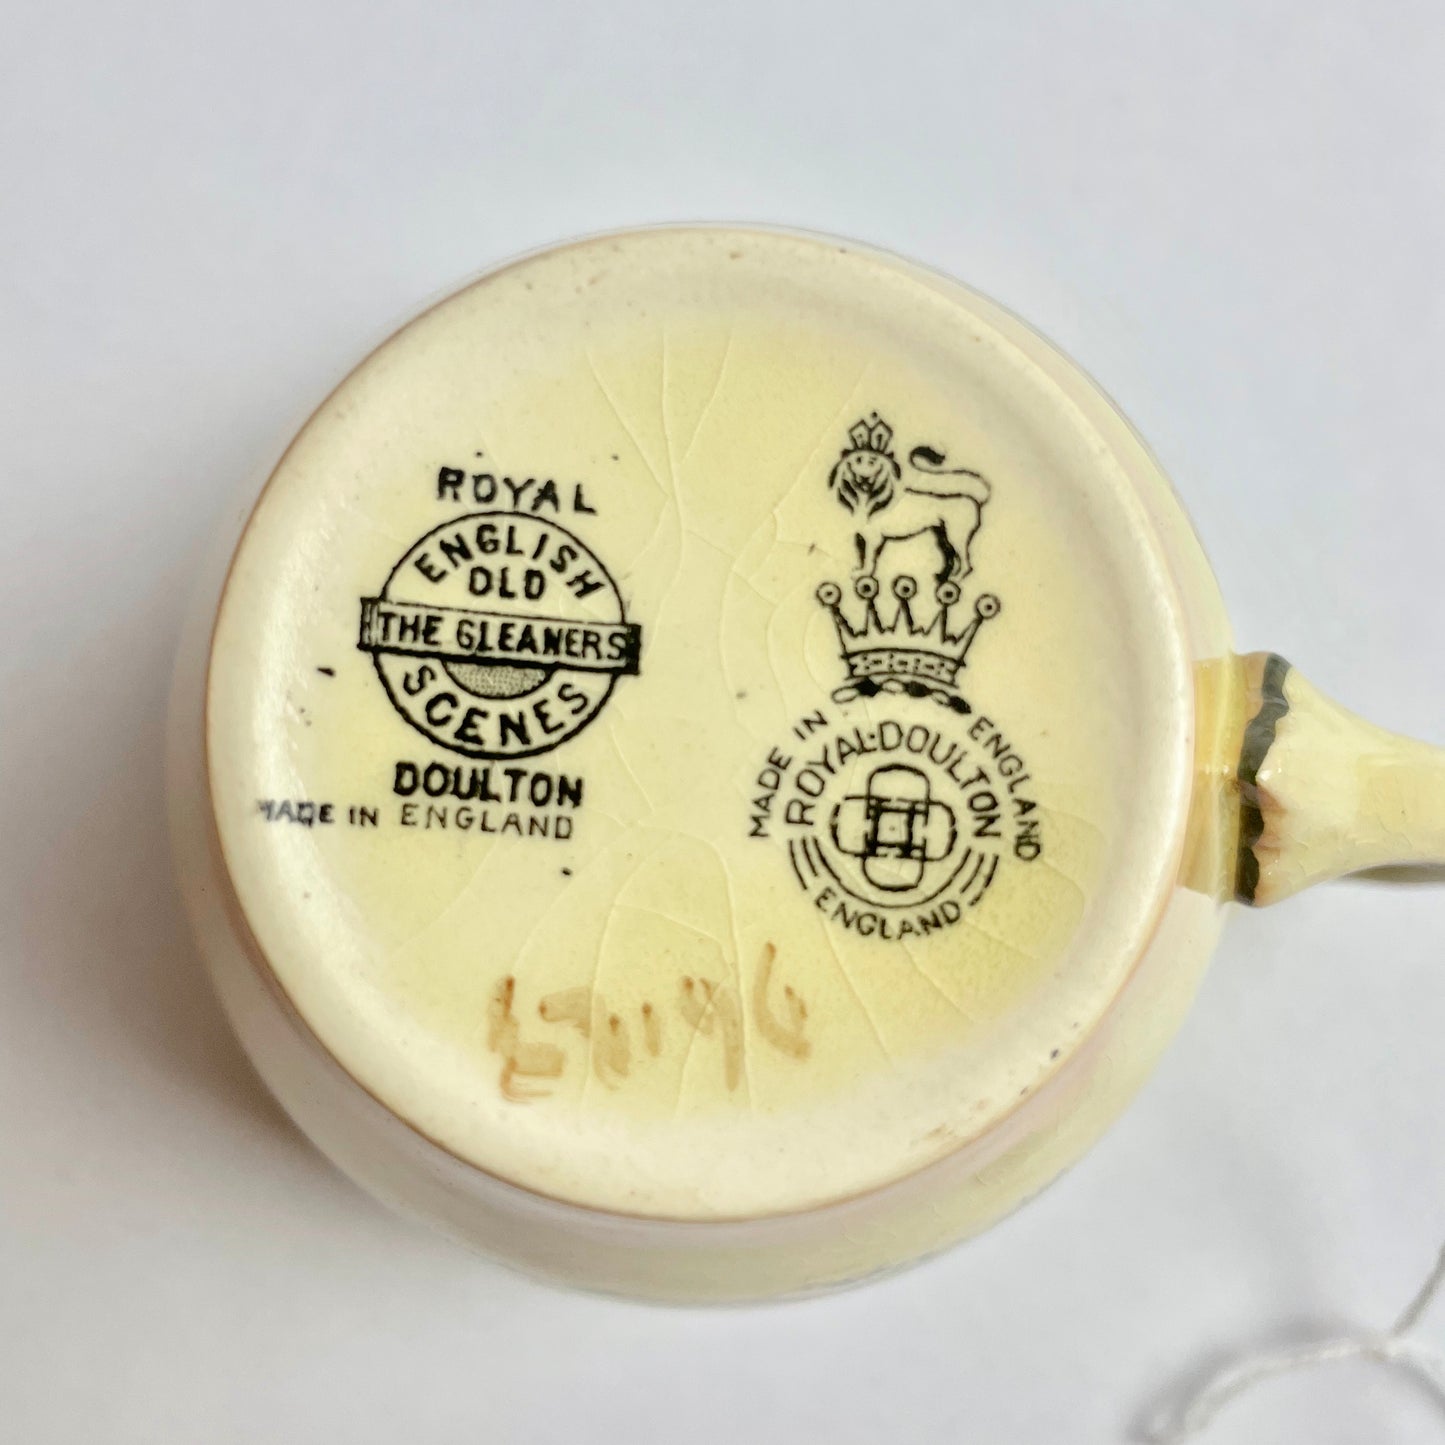 ROYAL
ENGLISH
OLD
THE GLEANERS
SCENES
DOULTON
MADE IN ENGLAND
MADE IN ENGLAND
ROYAL·DOULTON
ENGLAND